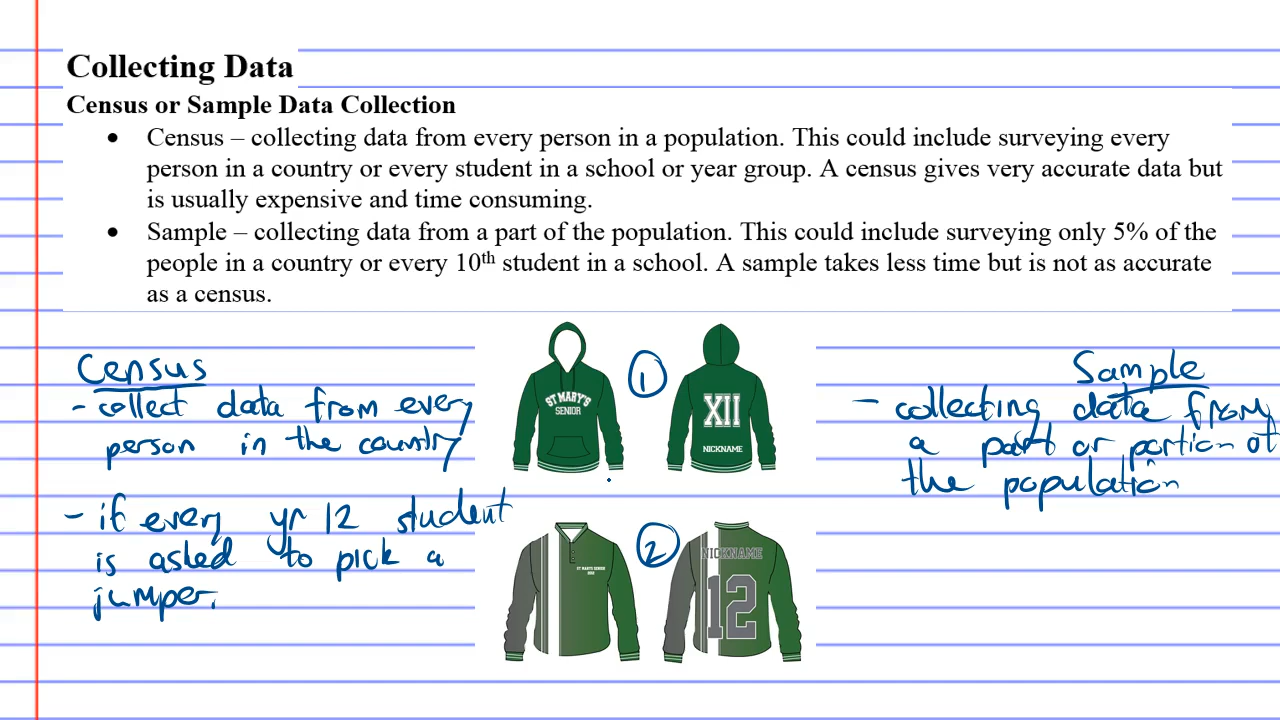 Collecting Data
Census or Sample Data Collection
• Census – collecting data from every person in a population. This could include surveying every
person in a country or every student in a school or year group. A census gives very accurate data but
is usually expensive and time consuming.
• Sample – collecting data from a part of the population. This could include surveying only 5% of the
people in a country or every 10th student in a school. A sample takes less time but is not as accurate
as a census.
Census
- collect data from every
person in the country
- if every yr 12 student
is asked to pick a
jumper.
1
ST MARY'S
SENIOR
XII
NICKNAME
2
ST MARYS SENIOR
NICKNAME
12
Sample
- collecting data from
a part or portion of
the population